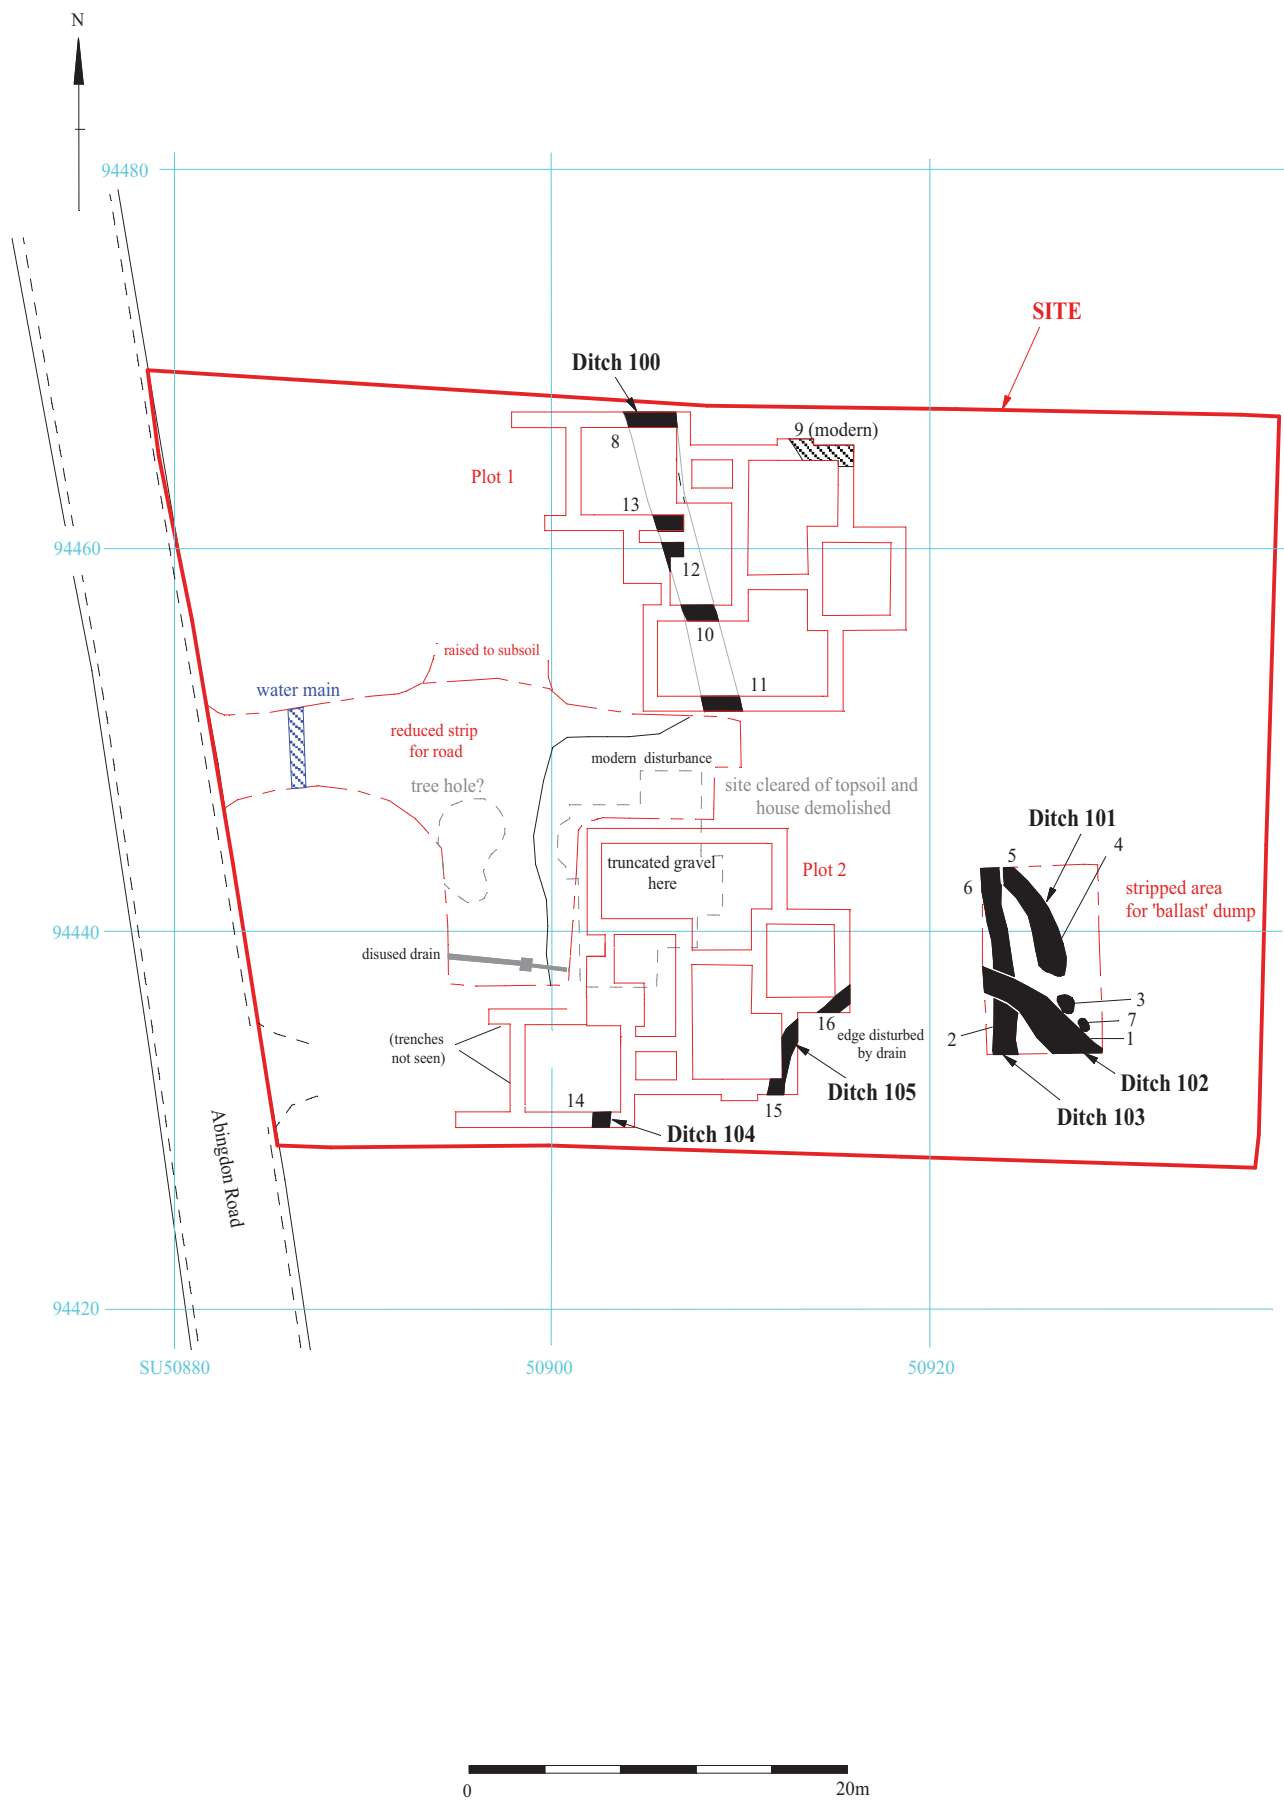 N
94480
SITE
Ditch 100
8
9 (modern)
Plot 1
13
94460
12
10
raised to subsoil
11
water main
reduced strip
for road
modern disturbance
tree hole?
site cleared of topsoil and
house demolished
Ditch 101
5
4
truncated gravel
here
Plot 2
6
stripped area
for 'ballast' dump
94440
disused drain
3
16
7
(trenches
not seen)
edge disturbed
by drain
2
1
Ditch 105
Ditch 102
14
15
Ditch 103
Ditch 104
Abingdon Road
94420
SU50880
50900
50920
0
20m